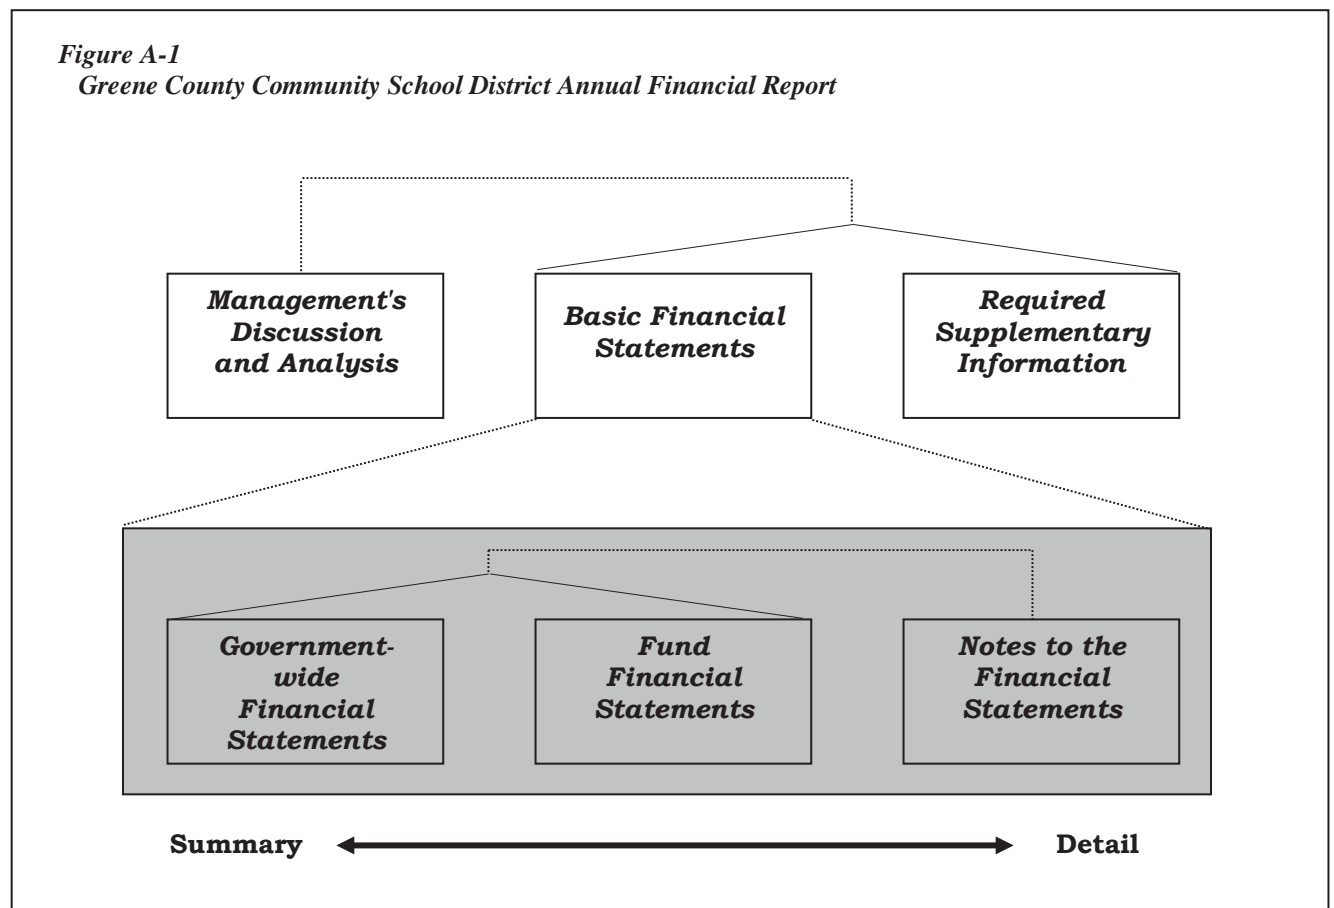 Figure A-1
Greene County Community School District Annual Financial Report
Management's
Discussion
and Analysis
Basic Financial
Statements
Required
Supplementary
Information
Government-
wide
Financial
Statements
Fund
Financial
Statements
Notes to the
Financial
Statements
Summary
Detail